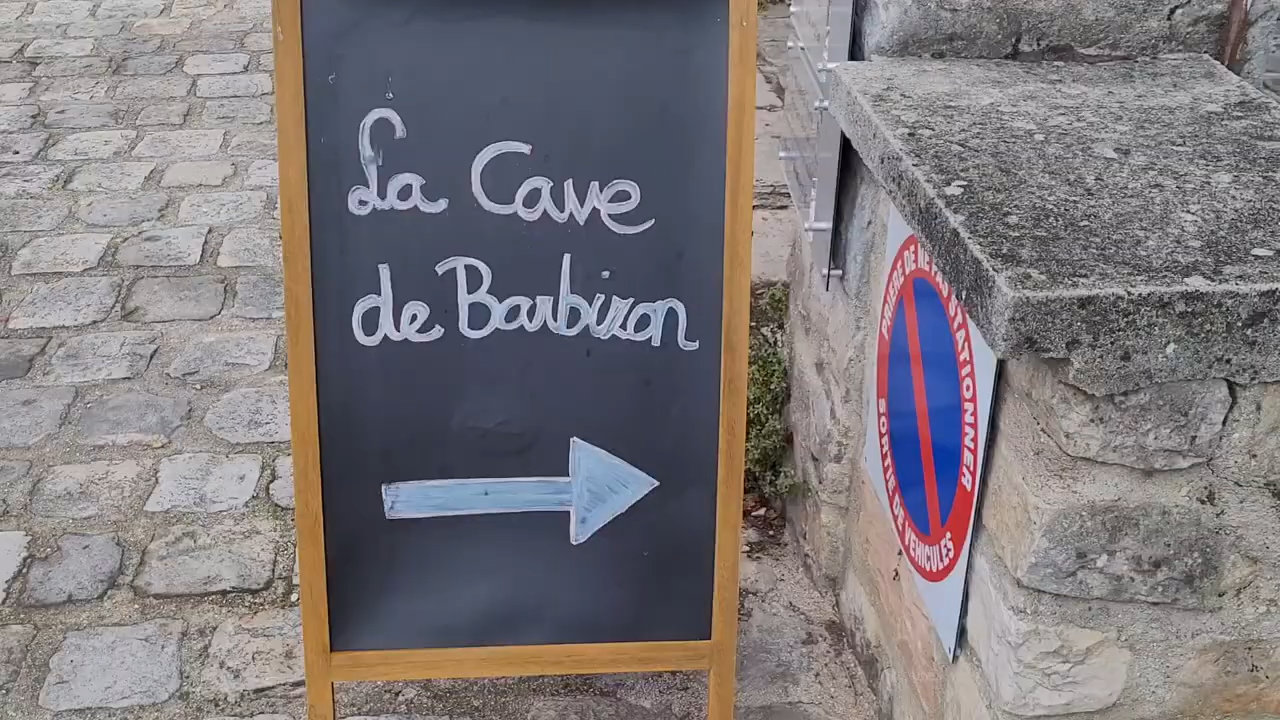 La Cave
de Barbizon
PRIERE DE NE PAS STATIONNER
SORTIE DE VEHICULES